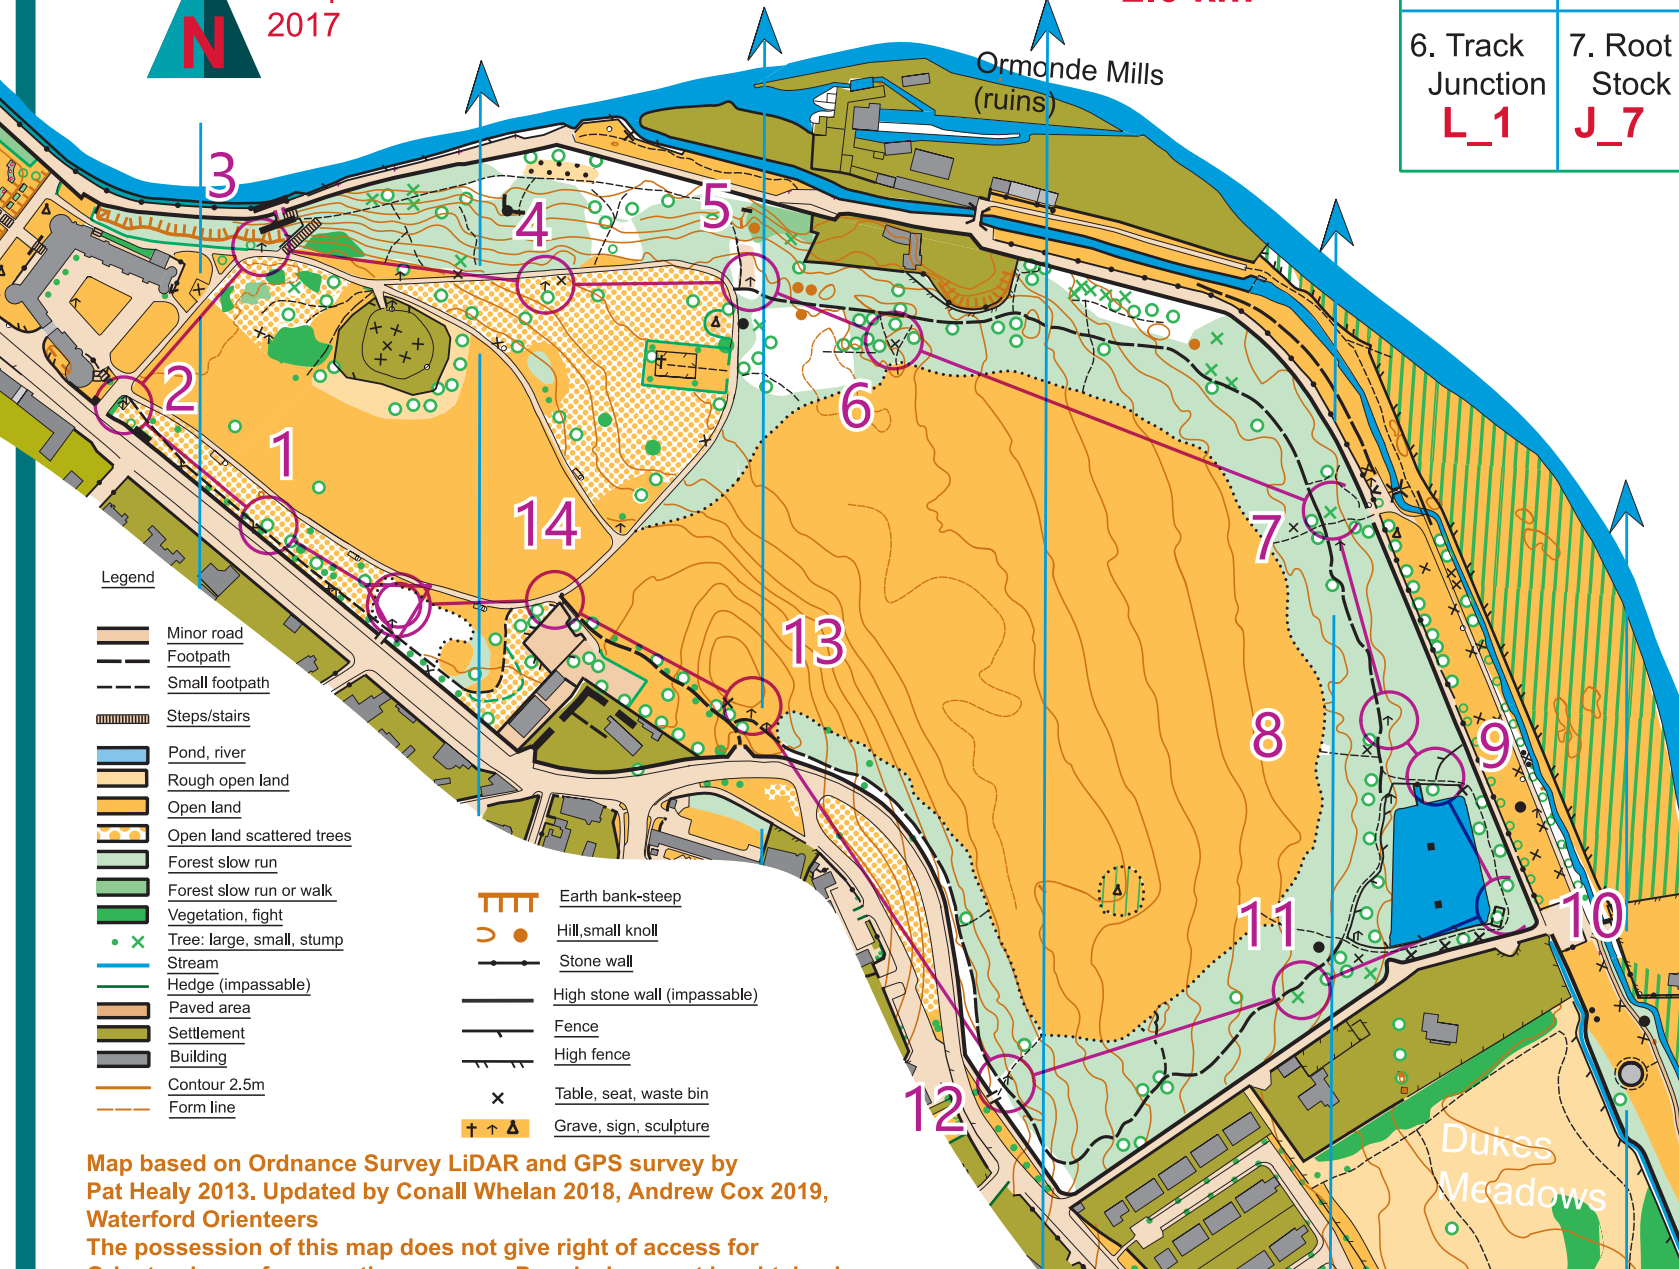 N
2017
Ormonde Mills
(ruins)
6. Track
Junction
L_1
7. Root
Stock
J_7
3
4
5
2
6
1
14
7
13
8
9
11
10
12
Legend
Minor road
Footpath
Small footpath
Steps/stairs
Pond, river
Rough open land
Open land
Open land scattered trees
Forest slow run
Forest slow run or walk
Vegetation, fight
Tree: large, small, stump
Stream
Hedge (impassable)
Paved area
Settlement
Building
Contour 2.5m
Form line
Earth bank-steep
Hill,small knoll
Stone wall
High stone wall (impassable)
Fence
High fence
Table, seat, waste bin
Grave, sign, sculpture
Dukes
Meadows
Map based on Ordnance Survey LiDAR and GPS survey by
Pat Healy 2013. Updated by Conall Whelan 2018, Andrew Cox 2019,
Waterford Orienteers
The possession of this map does not give right of access for